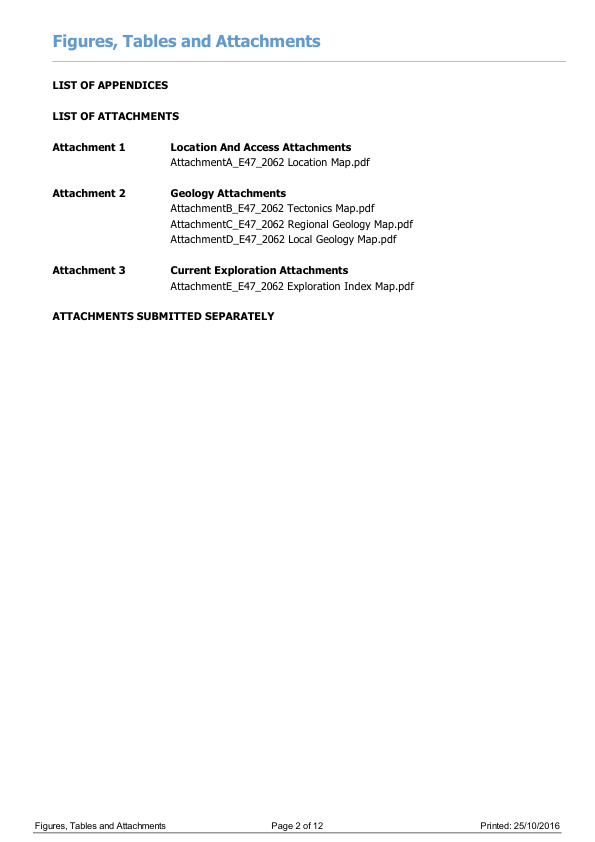 Figures, Tables and Attachments
LIST OF APPENDICES
LIST OF ATTACHMENTS
Attachment 1 Location And Access Attachments
AttachmentA_E47_2062 Location Map.pdf
Attachment 2 Geology Attachments
AttachmentB_E47_2062 Tectonics Map.pdf
AttachmentC_E47_2062 Regional Geology Map.pdf
AttachmentD_E47_2062 Local Geology Map.pdf
Attachment 3 Current Exploration Attachments
AttachmentE_E47_2062 Exploration Index Map.pdf
ATTACHMENTS SUBMITTED SEPARATELY
Figures, Tables and Attachments Page 2 of 12 Printed: 25/10/2016